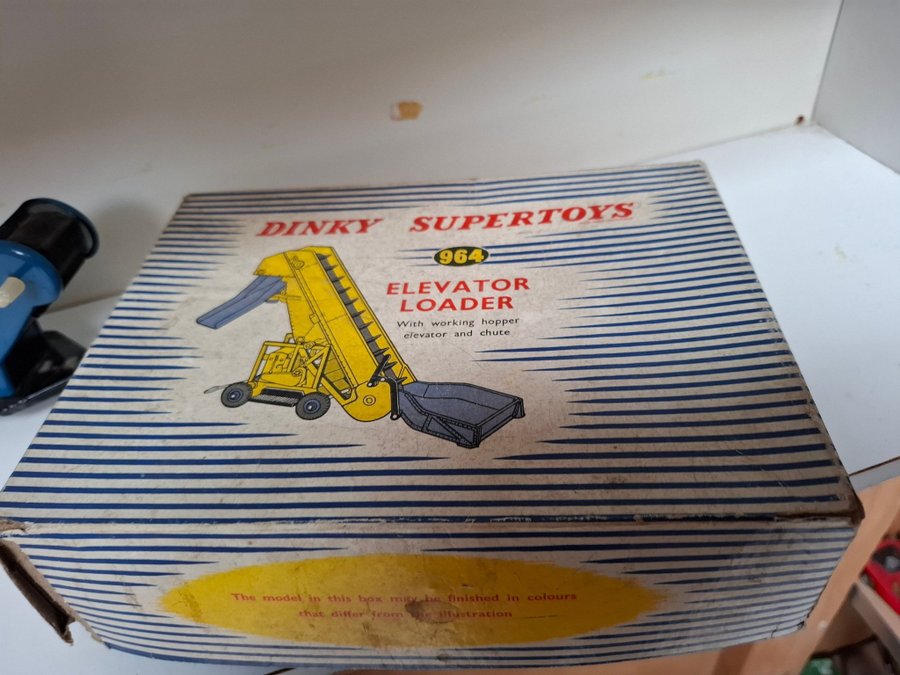 DINKY SUPERTOYS
964
ELEVATOR
LOADER
With working hopper
elevator and chute
The model in this box may be finished in colours
that differ from the illustration